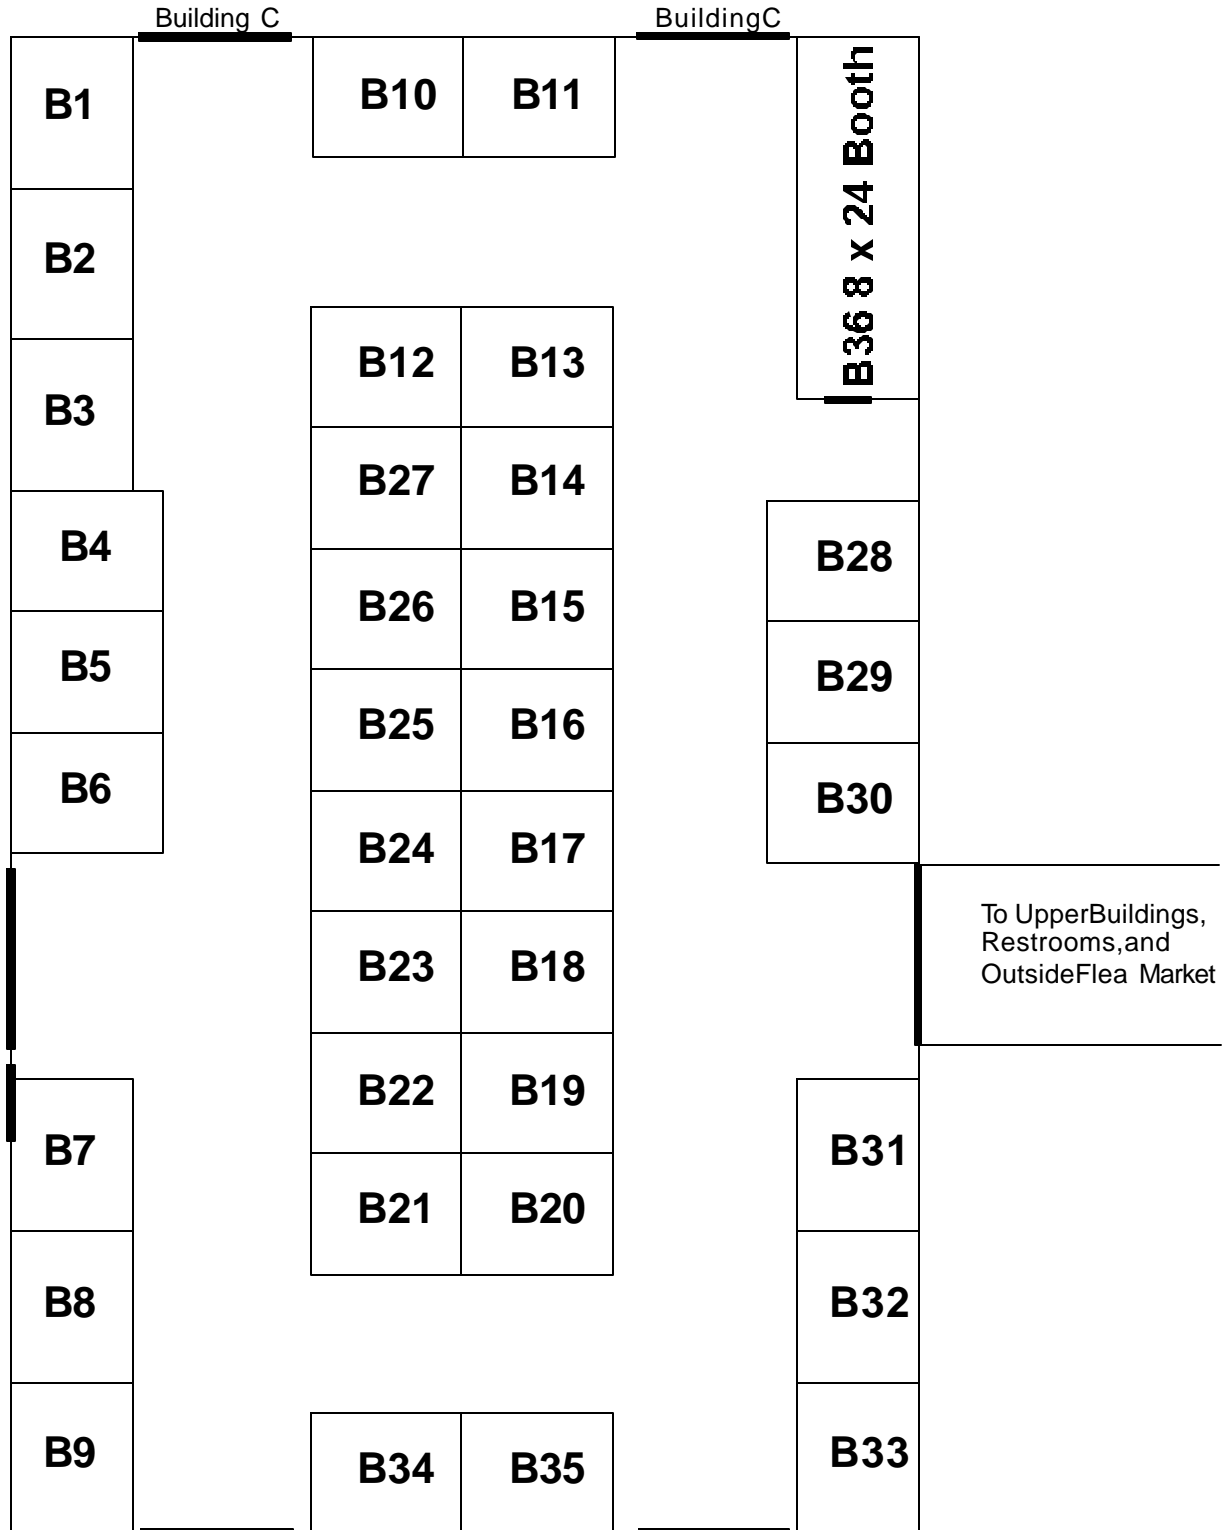 Building C
BuildingC
B1
B10
B11
B36 8 x 24 Booth
B2
B3
B12
B13
B27
B14
B4
B28
B26
B15
B5
B29
B25
B16
B6
B30
B24
B17
To UpperBuildings,
Restrooms,and
OutsideFlea Market
B23
B18
B22
B19
B7
B31
B21
B20
B8
B32
B9
B34
B35
B33